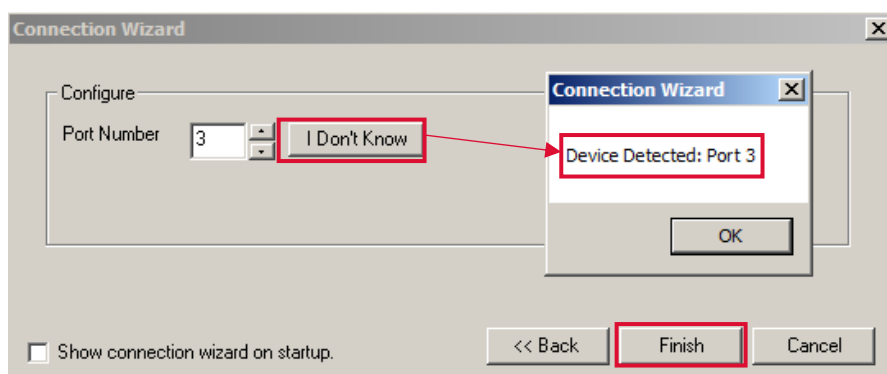 Connection Wizard
Configure
Port Number
3
I Don't Know
Connection Wizard
Device Detected: Port 3
OK
Show connection wizard on startup.
<< Back
Finish
Cancel